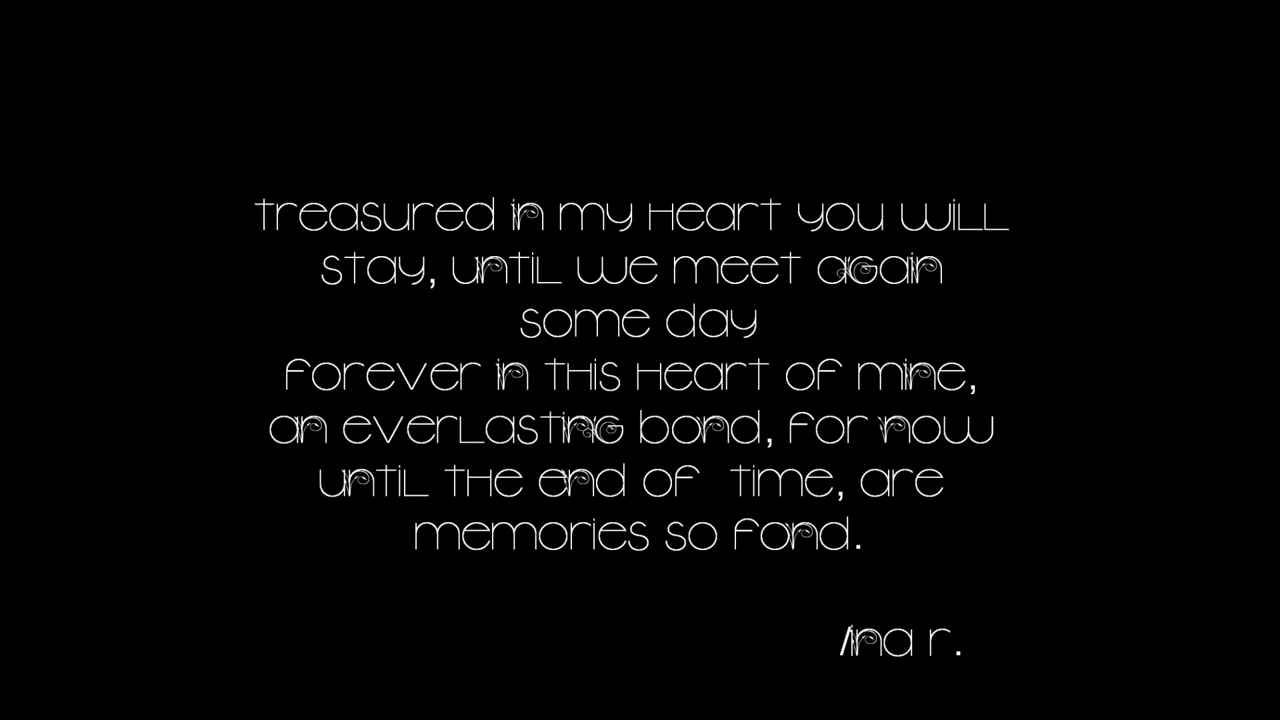 treasured in my heart you will
stay, until we meet again
some day
forever in this heart of mine,
an everlasting bond, for now
until the end of time, are
memories so fond.
/ina r.